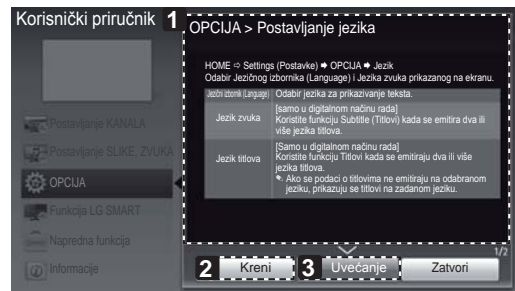 Korisnički priručnik 1
OPCIJA > Postavljanje jezika
HOME ⇨ Settings (Postavke) ➡ OPCIJA ➡ Jezik
Odabir Jezičnog izbornika (Language) i Jezika zvuka prikazanog na ekranu.
Jezični izbornik (Language) Odabir jezika za prikazivanje teksta.
Jezik zvuka
[samo u digitalnom načinu rada]
Koristite funkciju Subtitle (Titlovi) kada se emitira dva ili
više jezika titlova.
Jezik titlova
[Samo u digitalnom načinu rada]
Koristite funkciju Titlovi kada se emitiraju dva ili više
jezika titlova.
Ako se podaci o titlovima ne emitiraju na odabranom
jeziku, prikazuju se titlovi na zadanom jeziku.
Postavljanje KANALA
Postavljanje SLIKE, ZVUKA
OPCIJA
Funkcija LG SMART
Napredna funkcija
Informacije
1/2
2 Kreni 3 Uvećanje Zatvori